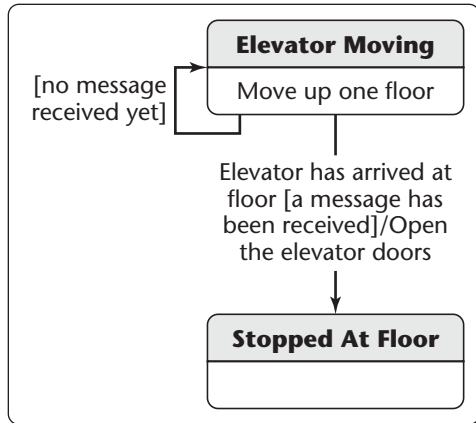 Elevator Moving
Move up one floor
[no message
received yet]
Elevator has arrived at
floor [a message has
been received]/Open
the elevator doors
Stopped At Floor